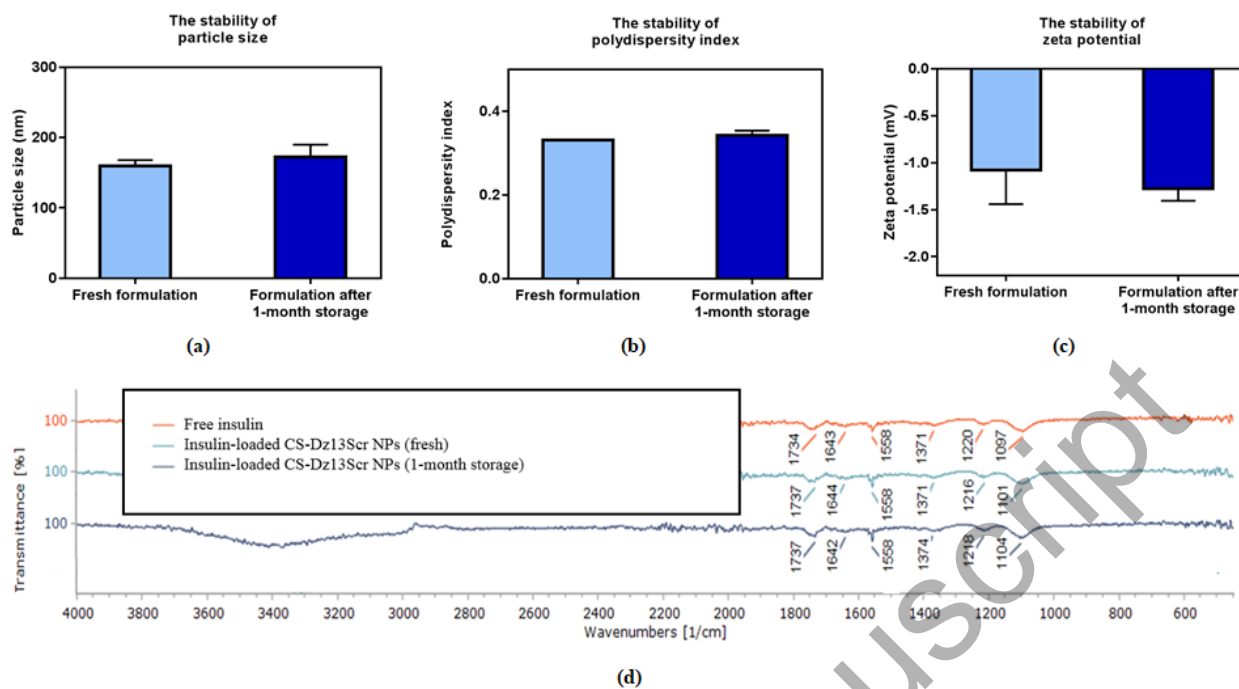 The stability of
particle size
Particle size (nm)
300
200
100
0
Fresh formulation
Formulation after
1-month storage
(a)
The stability of
polydispersity index
Polydispersity index
0.4
0.2
0.0
Fresh formulation
Formulation after
1-month storage
(b)
The stability of
zeta potential
Zeta potential (mV)
0.0
-0.5
-1.0
-1.5
-2.0
Fresh formulation
Formulation after
1-month storage
(c)
Transmittance [%]
100
100
100
Free insulin
Insulin-loaded CS-Dz13Scr NPs (fresh)
Insulin-loaded CS-Dz13Scr NPs (1-month storage)
1734 1643 1558 1371 1220 1097
1737 1644 1558 1371 1216 1101
1737 1642 1558 1374 1218 1104
4000 3800 3600 3400 3200 3000 2800 2600 2400 2200 2000 1800 1600 1400 1200 1000 800 600
Wavenumbers [1/cm]
(d)
uscript